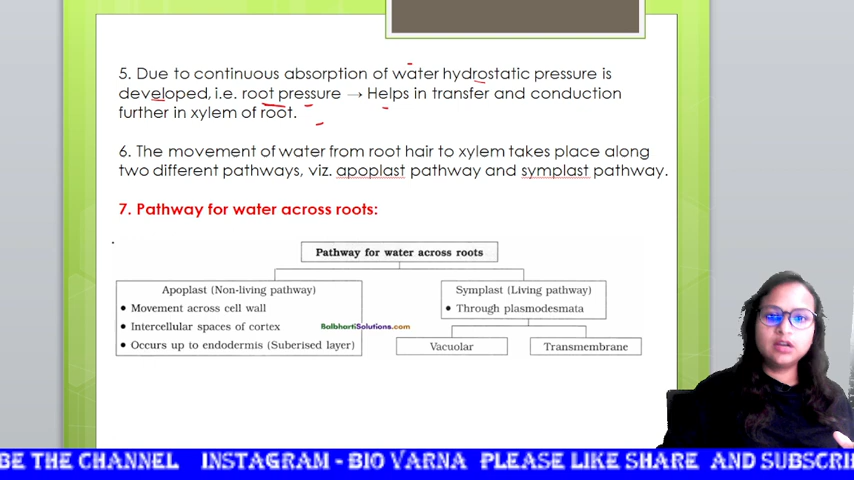 5. Due to continuous absorption of water hydrostatic pressure is
developed, i.e. root pressure → Helps in transfer and conduction
further in xylem of root.
6. The movement of water from root hair to xylem takes place along
two different pathways, viz. apoplast pathway and symplast pathway.
7. Pathway for water across roots:
Pathway for water across roots
Apoplast (Non-living pathway)
• Movement across cell wall
• Intercellular spaces of cortex
• Occurs up to endodermis (Suberised layer)
BalbhartiSolutions.com
Symplast (Living pathway)
• Through plasmodesmata
Vacuolar
Transmembrane
BE THE CHANNEL INSTAGRAM - BIO VARNA PLEASE LIKE SHARE AND SUBSCRI